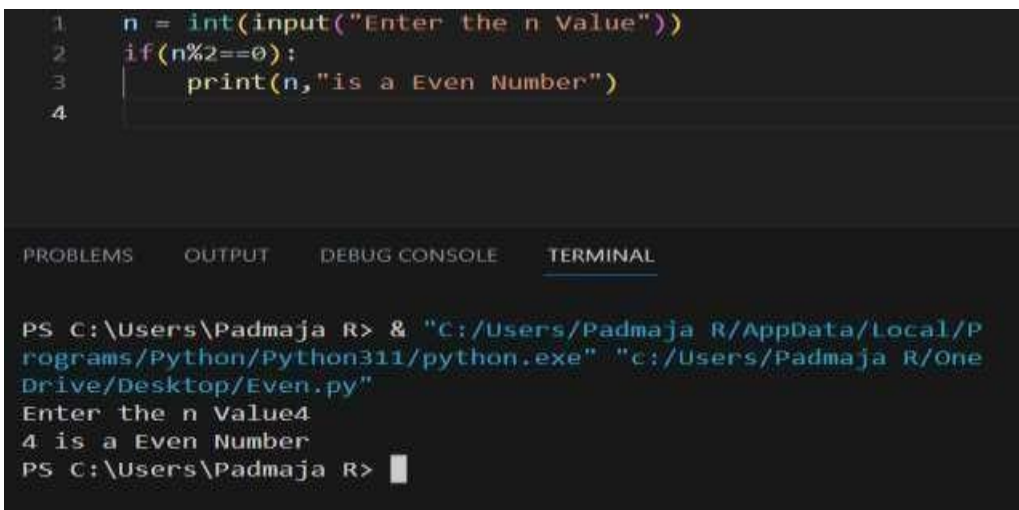 1 n = int(input("Enter the n Value"))
2 if(n%2==0):
3 print(n,"is a Even Number")
4
PROBLEMS OUTPUT DEBUG CONSOLE TERMINAL
PS C:\Users\Padmaja R> & "C:/Users/Padmaja R/AppData/Local/P
rograms/Python/Python311/python.exe" "c:/Users/Padmaja R/One
Drive/Desktop/Even.py"
Enter the n Value4
4 is a Even Number
PS C:\Users\Padmaja R>